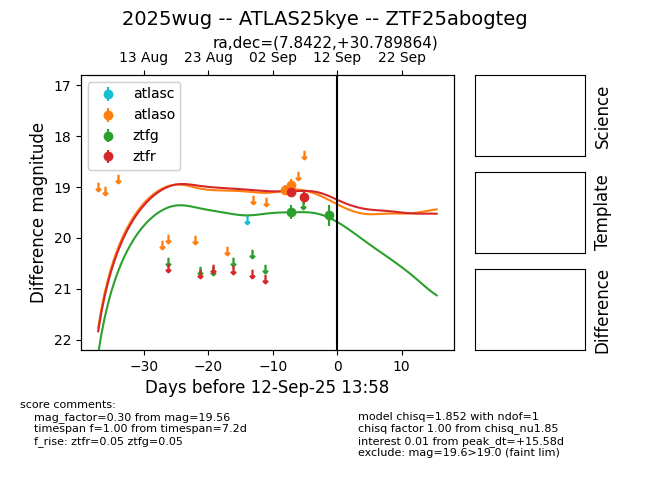 2025wug -- ATLAS25kye -- ZTF25abogteg
ra,dec=(7.8422,+30.789864)
13 Aug 23 Aug 02 Sep 12 Sep 22 Sep
atlasc
atlaso
ztfg
ztfr
17
18
19
20
21
22
Difference magnitude
−30 −20 −10 0 10
Days before 12-Sep-25 13:58
Science
Template
Difference
score comments:
mag_factor=0.30 from mag=19.56
timespan f=1.00 from timespan=7.2d
f_rise: ztfr=0.05 ztfg=0.05
model chisq=1.852 with ndof=1
chisq factor 1.00 from chisq_nu1.85
interest 0.01 from peak_dt=+15.58d
exclude: mag=19.6>19.0 (faint lim)